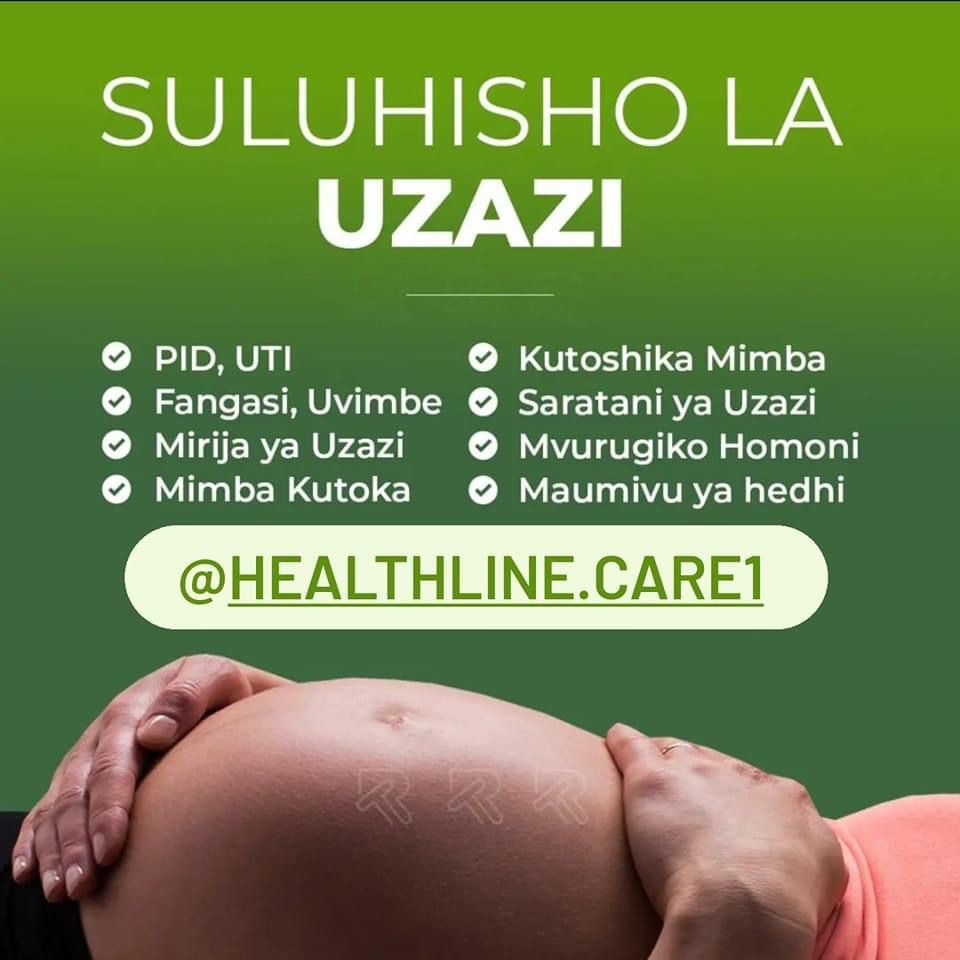 SULUHISHO LA
UZAZI
PID, UTI
Fangasi, Uvimbe
Mirija ya Uzazi
Mimba Kutoka
Kutoshika Mimba
Saratani ya Uzazi
Mvurugiko Homoni
Maumivu ya hedhi
@HEALTHLINE.CARE1